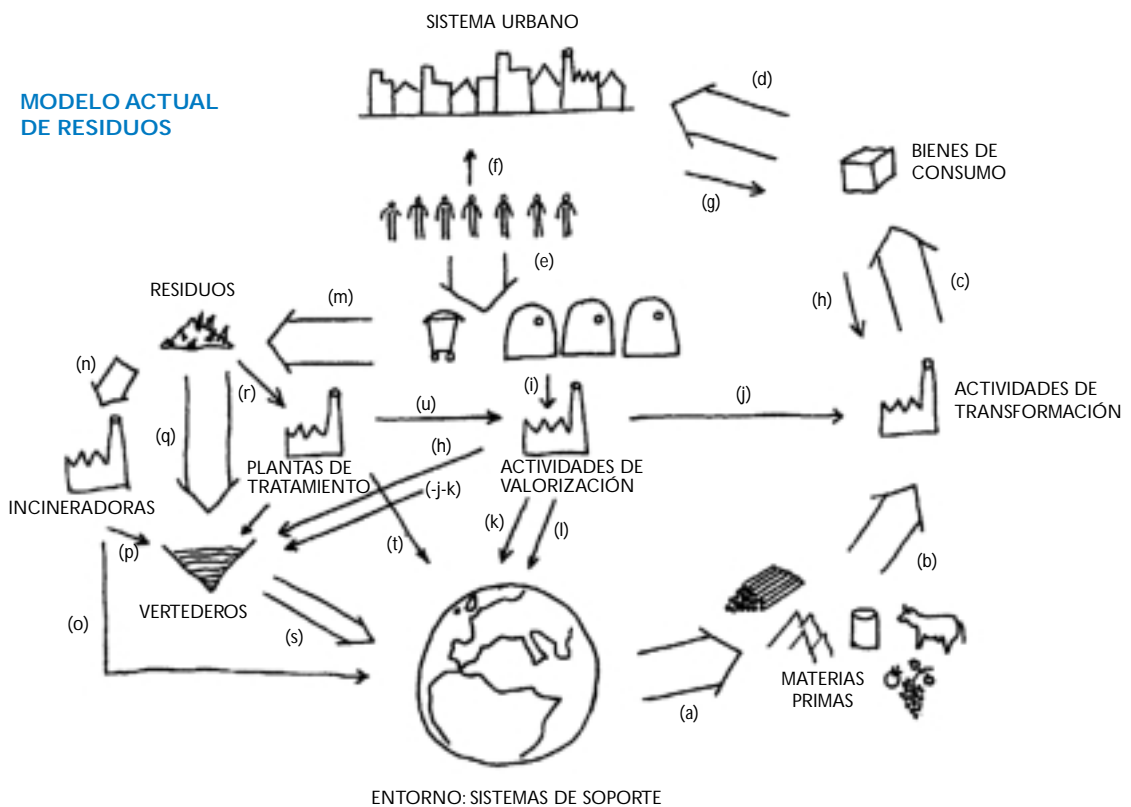 SISTEMA URBANO
MODELO ACTUAL
DE RESIDUOS
(d)
BIENES DE
CONSUMO
(f)
(g)
(e)
RESIDUOS
(m)
(h)
(c)
(n)
(r)
(i)
(j)
ACTIVIDADES DE
TRANSFORMACIÓN
(u)
(q)
(h)
PLANTAS DE
TRATAMIENTO
ACTIVIDADES DE
VALORIZACIÓN
(-j-k)
INCINERADORAS
(k)
(l)
(p)
(t)
(b)
VERTEDEROS
(o)
(s)
MATERIAS
PRIMAS
(a)
ENTORNO: SISTEMAS DE SOPORTE